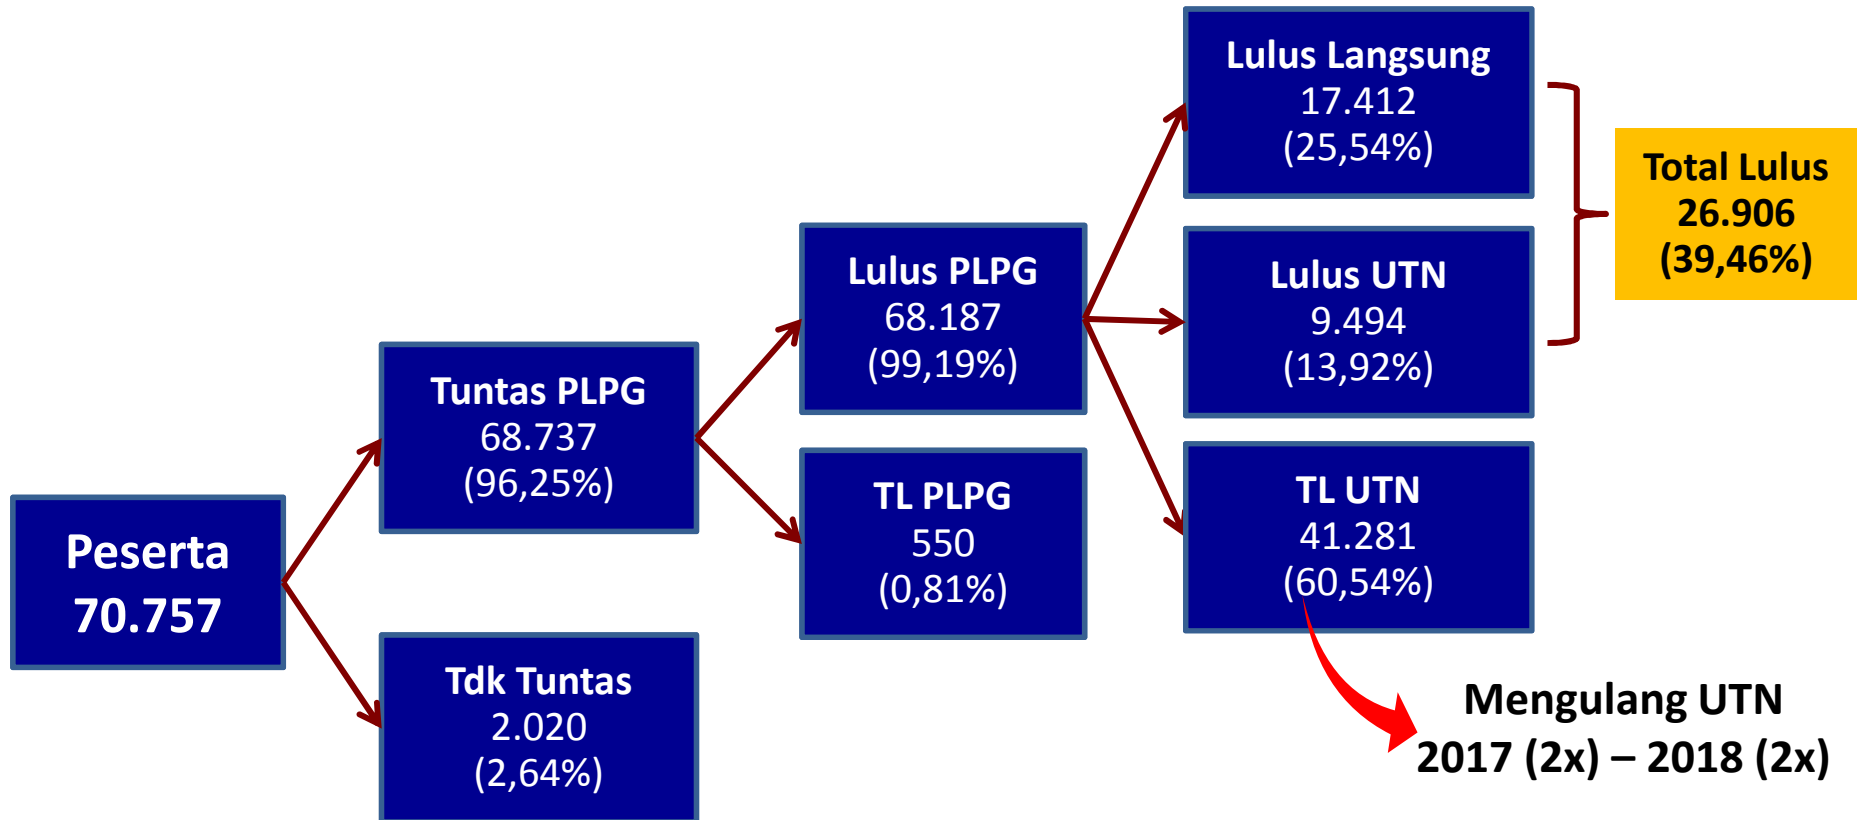 Peserta
70.757
Tuntas PLPG
68.737
(96,25%)
Tdk Tuntas
2.020
(2,64%)
Lulus PLPG
68.187
(99,19%)
TL PLPG
550
(0,81%)
Lulus Langsung
17.412
(25,54%)
Lulus UTN
9.494
(13,92%)
TL UTN
41.281
(60,54%)
Total Lulus
26.906
(39,46%)
Mengulang UTN
2017 (2x) – 2018 (2x)